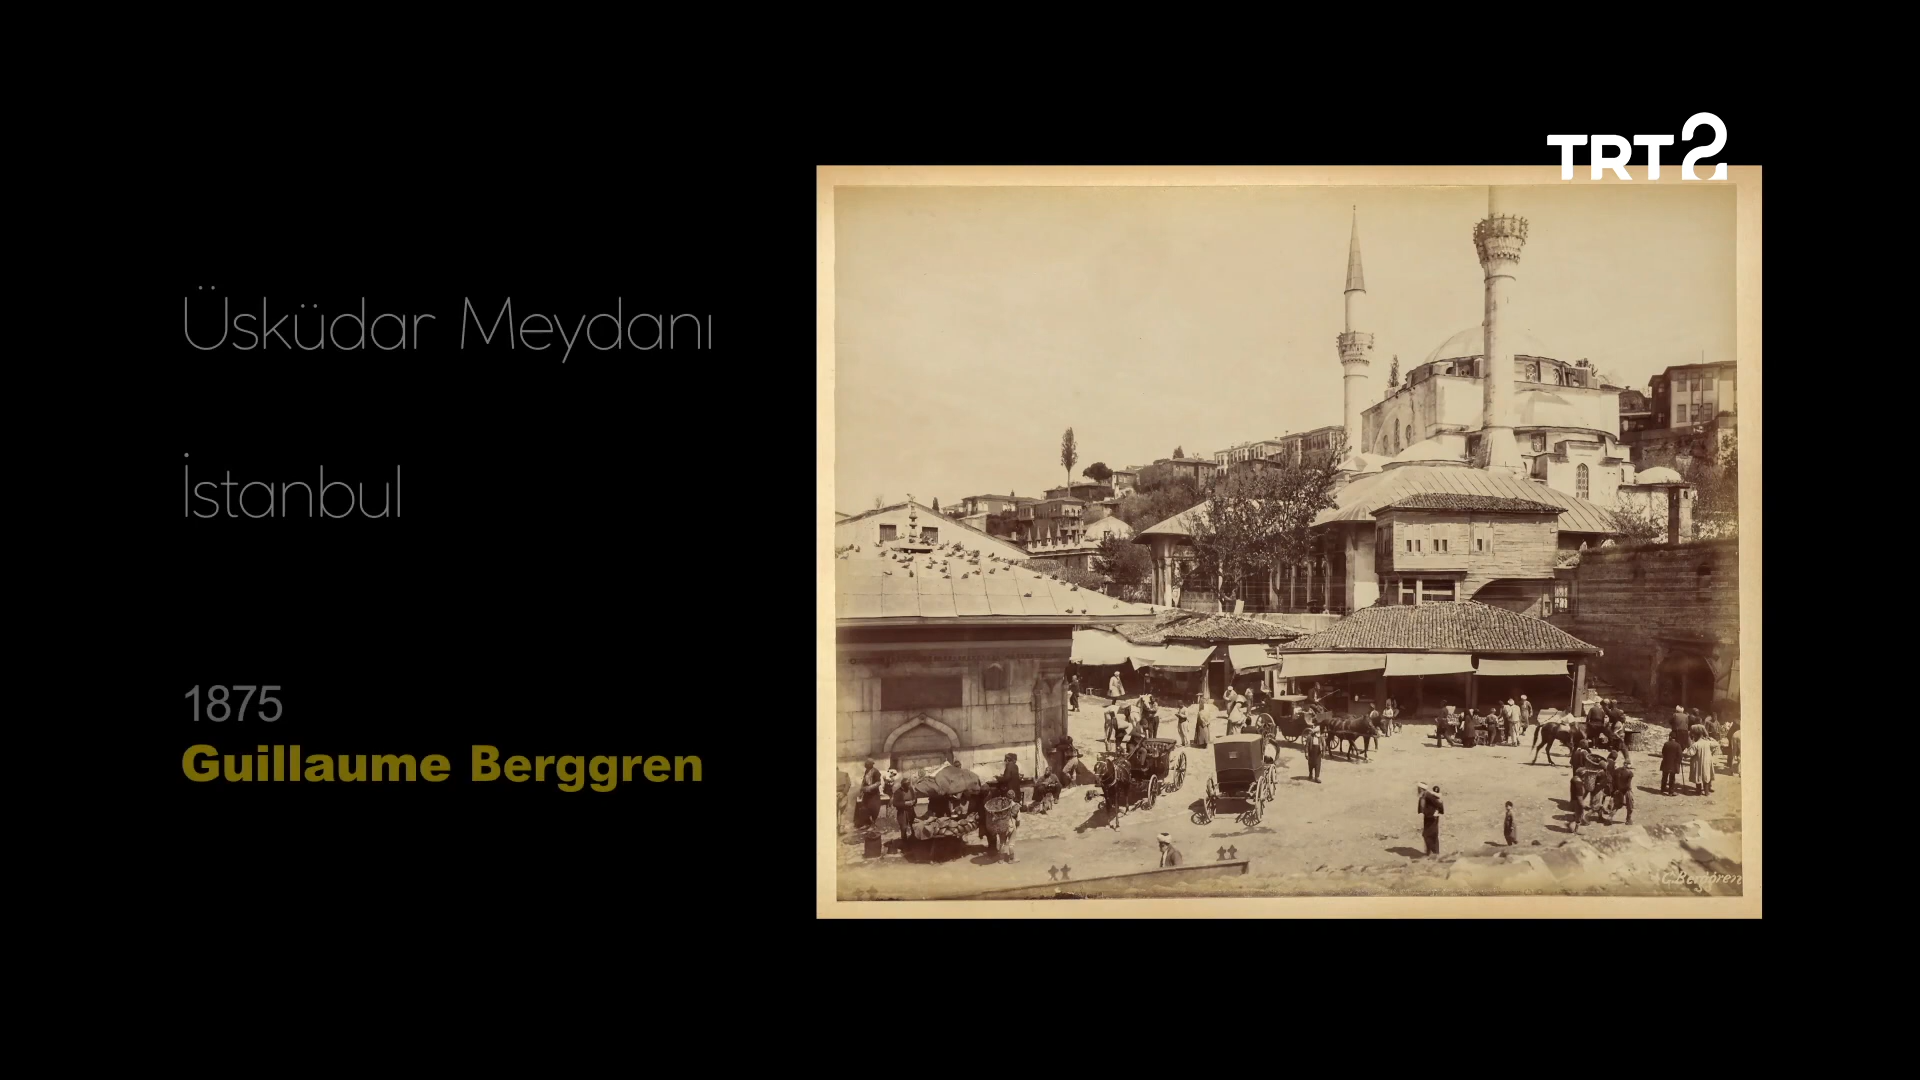 TRT2
Üsküdar Meydanı
İstanbul
1875
Guillaume Berggren
G. Berggren